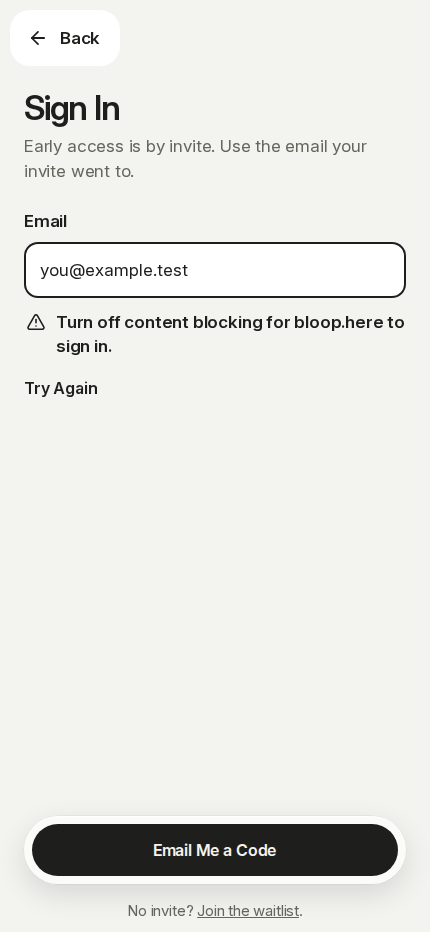 Back
Sign In
Early access is by invite. Use the email your
invite went to.
Email
you@example.test
Turn off content blocking for bloop.here to
sign in.
Try Again
Email Me a Code
No invite? Join the waitlist.